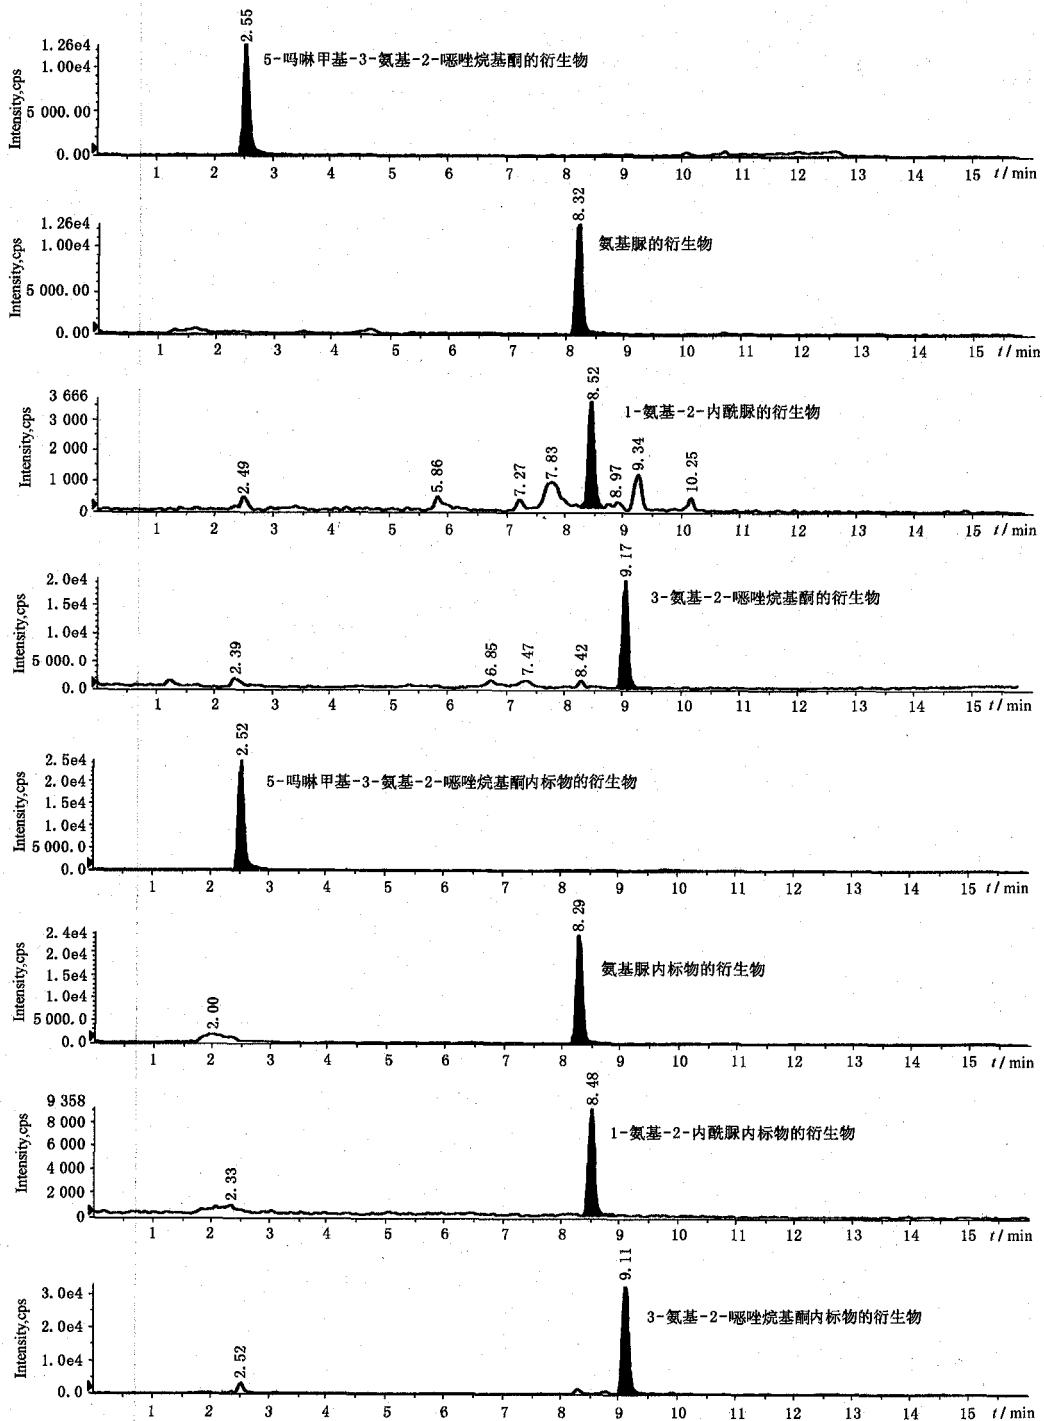 2.55
1.26e4
1.00e4
5 000.00
0.00
Intensity,cps
5-吗啉甲基-3-氨基-2-噁唑烷基酮的衍生物
1 2 3 4 5 6 7 8 9 10 11 12 13 14 15 t/min
8.32
1.26e4
1.00e4
5 000.00
0.00
Intensity,cps
氨基脲的衍生物
1 2 3 4 5 6 7 8 9 10 11 12 13 14 15 t/min
3 666
3 000
2 000
1 000
0
Intensity,cps
2.49 5.86 7.27 7.83 8.52 8.97 9.34 10.25
1-氨基-2-内酰脲的衍生物
1 2 3 4 5 6 7 8 9 10 11 12 13 14 15 t/min
2.0e4
1.5e4
1.0e4
5 000.0
0.0
Intensity,cps
2.39 6.85 7.47 8.42 9.17
3-氨基-2-噁唑烷基酮的衍生物
1 2 3 4 5 6 7 8 9 10 11 12 13 14 15 t/min
2.52
2.5e4
2.0e4
1.5e4
1.0e4
5 000.0
0.0
Intensity,cps
5-吗啉甲基-3-氨基-2-噁唑烷基酮内标物的衍生物
1 2 3 4 5 6 7 8 9 10 11 12 13 14 15 t/min
2.4e4
2.0e4
1.5e4
1.0e4
5 000.0
0.0
Intensity,cps
2.00 8.29
氨基脲内标物的衍生物
1 2 3 4 5 6 7 8 9 10 11 12 13 14 15 t/min
9 358
8 000
6 000
4 000
2 000
0
Intensity,cps
2.33 8.48
1-氨基-2-内酰脲内标物的衍生物
1 2 3 4 5 6 7 8 9 10 11 12 13 14 15 t/min
3.0e4
2.0e4
1.0e4
0.0
Intensity,cps
2.52 9.11
3-氨基-2-噁唑烷基酮内标物的衍生物
1 2 3 4 5 6 7 8 9 10 11 12 13 14 15 t/min